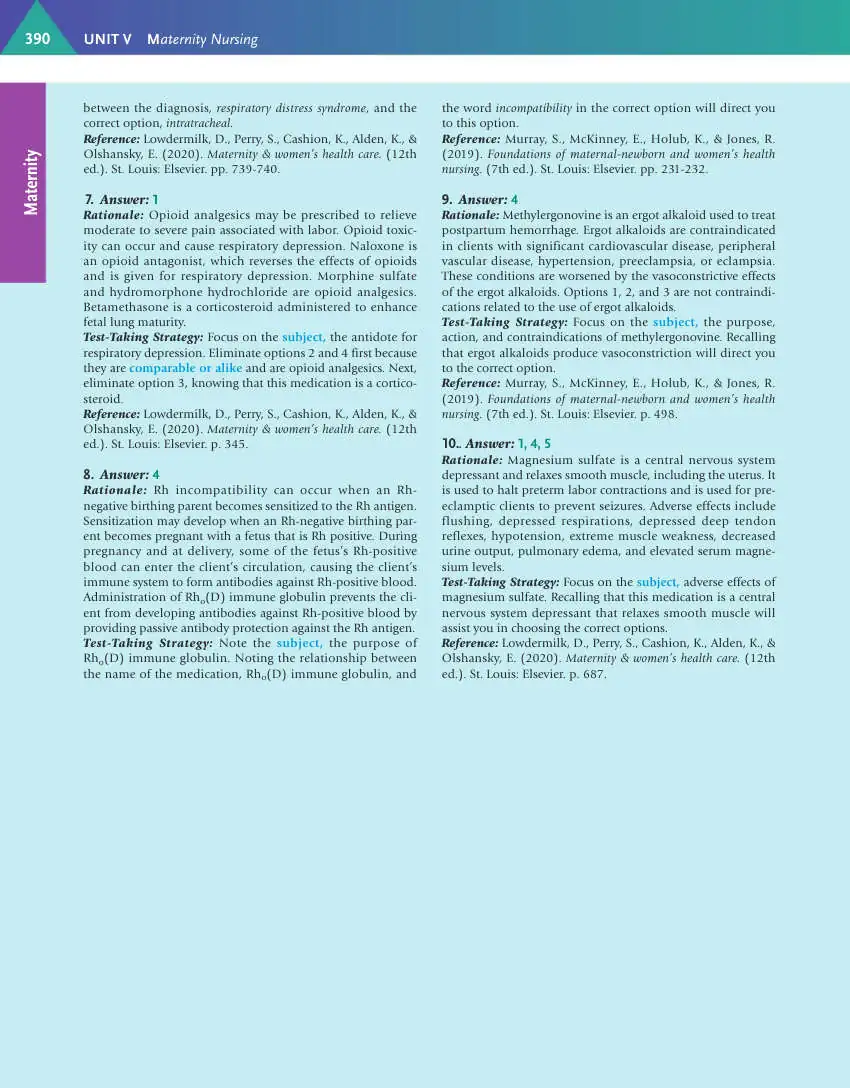 390 UNIT V Maternity Nursing
Maternity
between the diagnosis, respiratory distress syndrome, and the
correct option, intratracheal.
Reference: Lowdermilk, D., Perry, S., Cashion, K., Alden, K., &
Olshansky, E. (2020). Maternity & women's health care. (12th
ed.). St. Louis: Elsevier. pp. 739-740.
7. Answer: 1
Rationale: Opioid analgesics may be prescribed to relieve
moderate to severe pain associated with labor. Opioid toxic-
ity can occur and cause respiratory depression. Naloxone is
an opioid antagonist, which reverses the effects of opioids
and is given for respiratory depression. Morphine sulfate
and hydromorphone hydrochloride are opioid analgesics.
Betamethasone is a corticosteroid administered to enhance
fetal lung maturity.
Test-Taking Strategy: Focus on the subject, the antidote for
respiratory depression. Eliminate options 2 and 4 first because
they are comparable or alike and are opioid analgesics. Next,
eliminate option 3, knowing that this medication is a cortico-
steroid.
Reference: Lowdermilk, D., Perry, S., Cashion, K., Alden, K., &
Olshansky, E. (2020). Maternity & women's health care. (12th
ed.). St. Louis: Elsevier. p. 345.
8. Answer: 4
Rationale: Rh incompatibility can occur when an Rh-
negative birthing parent becomes sensitized to the Rh antigen.
Sensitization may develop when an Rh-negative birthing par-
ent becomes pregnant with a fetus that is Rh positive. During
pregnancy and at delivery, some of the fetus's Rh-positive
blood can enter the client's circulation, causing the client's
immune system to form antibodies against Rh-positive blood.
Administration of Rho(D) immune globulin prevents the cli-
ent from developing antibodies against Rh-positive blood by
providing passive antibody protection against the Rh antigen.
Test-Taking Strategy: Note the subject, the purpose of
Rho(D) immune globulin. Noting the relationship between
the name of the medication, Rho(D) immune globulin, and
the word incompatibility in the correct option will direct you
to this option.
Reference: Murray, S., McKinney, E., Holub, K., & Jones, R.
(2019). Foundations of maternal-newborn and women's health
nursing. (7th ed.). St. Louis: Elsevier. pp. 231-232.
9. Answer: 4
Rationale: Methylergonovine is an ergot alkaloid used to treat
postpartum hemorrhage. Ergot alkaloids are contraindicated
in clients with significant cardiovascular disease, peripheral
vascular disease, hypertension, preeclampsia, or eclampsia.
These conditions are worsened by the vasoconstrictive effects
of the ergot alkaloids. Options 1, 2, and 3 are not contraindi-
cations related to the use of ergot alkaloids.
Test-Taking Strategy: Focus on the subject, the purpose,
action, and contraindications of methylergonovine. Recalling
that ergot alkaloids produce vasoconstriction will direct you
to the correct option.
Reference: Murray, S., McKinney, E., Holub, K., & Jones, R.
(2019). Foundations of maternal-newborn and women's health
nursing. (7th ed.). St. Louis: Elsevier. p. 498.
10.. Answer: 1, 4, 5
Rationale: Magnesium sulfate is a central nervous system
depressant and relaxes smooth muscle, including the uterus. It
is used to halt preterm labor contractions and is used for pre-
eclamptic clients to prevent seizures. Adverse effects include
flushing, depressed respirations, depressed deep tendon
reflexes, hypotension, extreme muscle weakness, decreased
urine output, pulmonary edema, and elevated serum magne-
sium levels.
Test-Taking Strategy: Focus on the subject, adverse effects of
magnesium sulfate. Recalling that this medication is a central
nervous system depressant that relaxes smooth muscle will
assist you in choosing the correct options.
Reference: Lowdermilk, D., Perry, S., Cashion, K., Alden, K., &
Olshansky, E. (2020). Maternity & women's health care. (12th
ed.). St. Louis: Elsevier. p. 687.